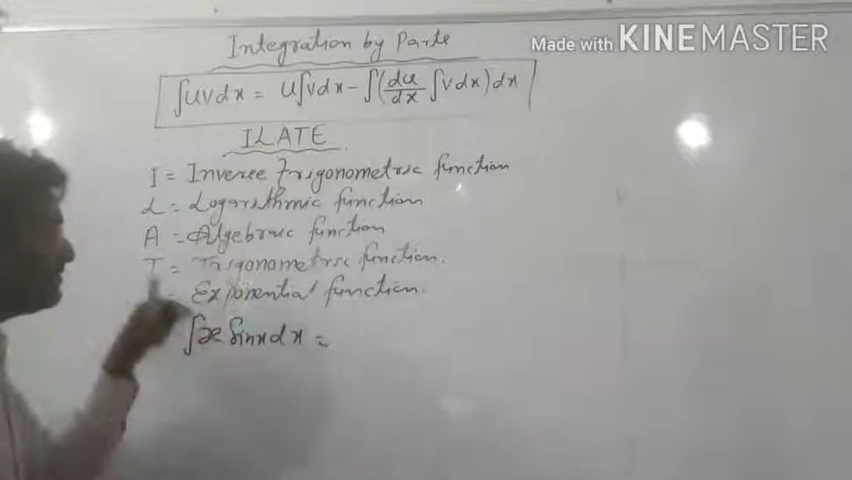 Integration by Parts
Made with KINEMASTER
∫uvdx = u∫vdx - ∫(du/dx ∫vdx)dx
ILATE
I = Inverse Trigonometric function
L = Logarithmic function
A = Algebraic function
T = Trigonometric function.
= Exponential function.
∫x sinx dx =